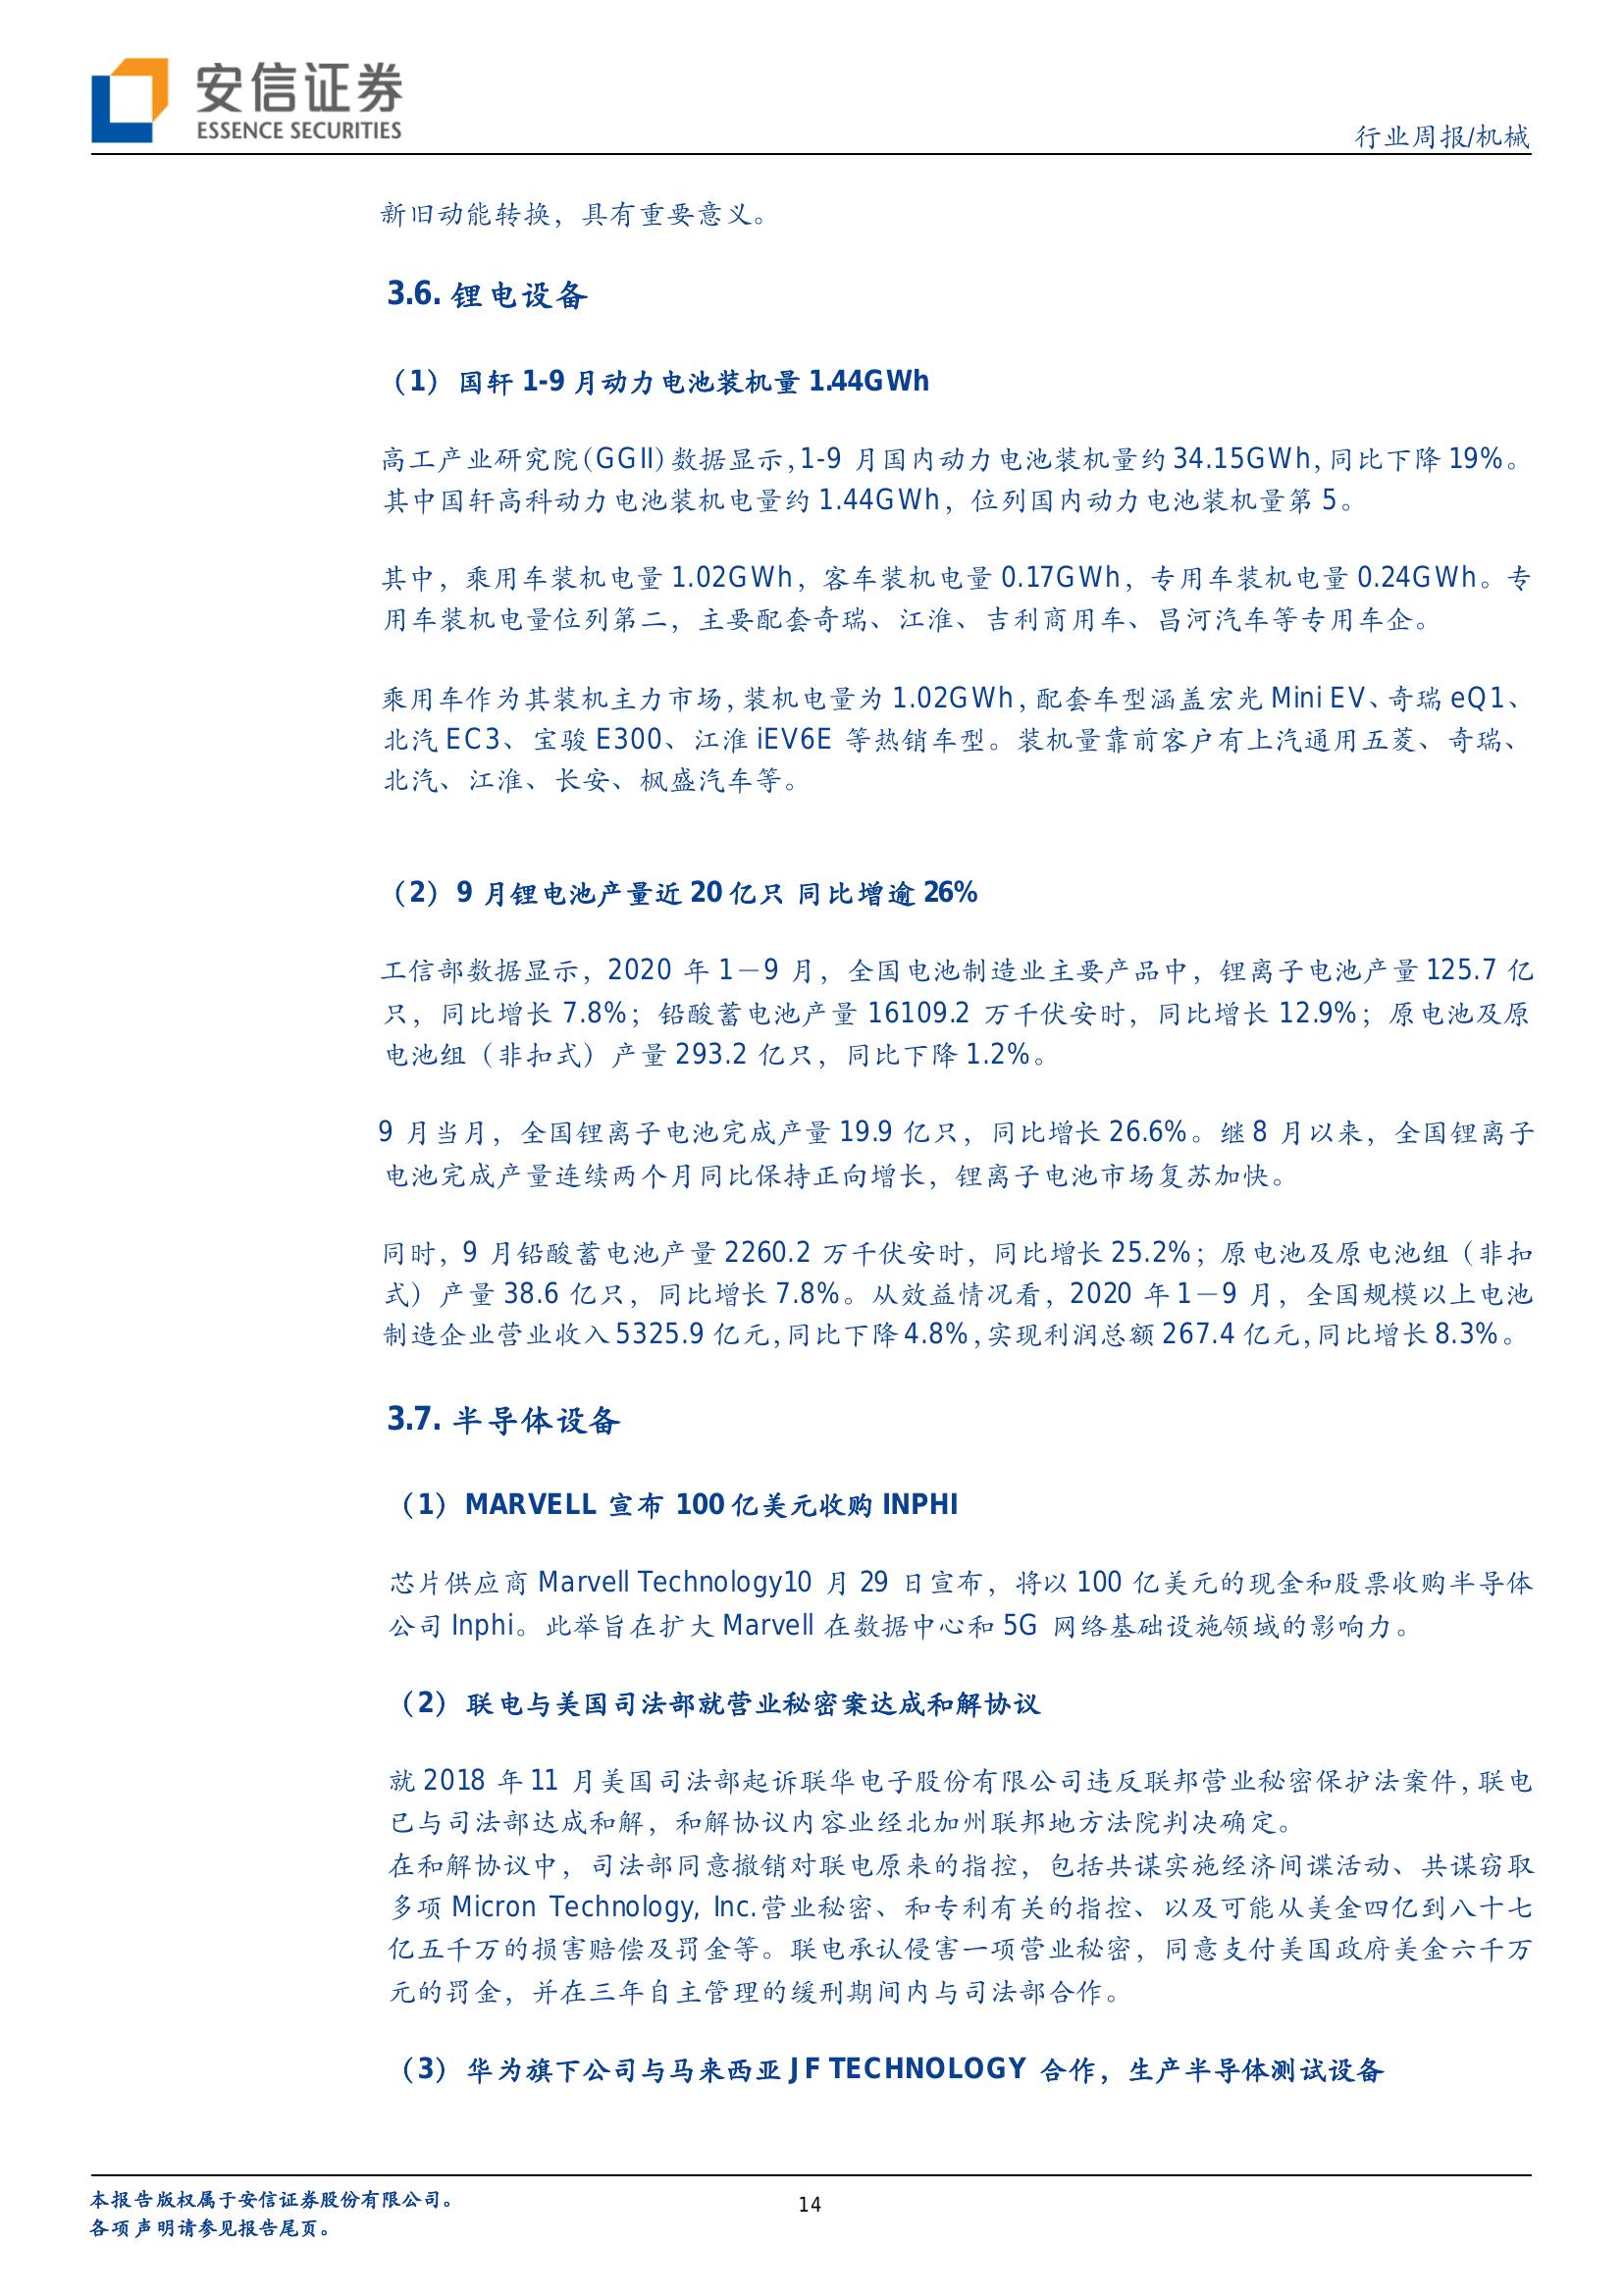 安信证券
ESSENCE SECURITIES
行业周报/机械
新旧动能转换，具有重要意义。
3.6. 锂电设备
（1）国轩 1-9 月动力电池装机量 1.44GWh
高工产业研究院(GGII)数据显示,1-9 月国内动力电池装机量约 34.15GWh,同比下降 19%。
其中国轩高科动力电池装机电量约 1.44GWh，位列国内动力电池装机量第 5。
其中，乘用车装机电量 1.02GWh，客车装机电量 0.17GWh，专用车装机电量 0.24GWh。专
用车装机电量位列第二，主要配套奇瑞、江淮、吉利商用车、昌河汽车等专用车企。
乘用车作为其装机主力市场,装机电量为 1.02GWh,配套车型涵盖宏光 Mini EV、奇瑞 eQ1、
北汽 EC3、宝骏 E300、江淮 iEV6E 等热销车型。装机量靠前客户有上汽通用五菱、奇瑞、
北汽、江淮、长安、枫盛汽车等。
（2）9 月锂电池产量近 20 亿只 同比增逾 26%
工信部数据显示，2020 年 1－9 月，全国电池制造业主要产品中，锂离子电池产量 125.7 亿
只，同比增长 7.8%；铅酸蓄电池产量 16109.2 万千伏安时，同比增长 12.9%；原电池及原
电池组（非扣式）产量 293.2 亿只，同比下降 1.2%。
9 月当月，全国锂离子电池完成产量 19.9 亿只，同比增长 26.6%。继 8 月以来，全国锂离子
电池完成产量连续两个月同比保持正向增长，锂离子电池市场复苏加快。
同时，9 月铅酸蓄电池产量 2260.2 万千伏安时，同比增长 25.2%；原电池及原电池组（非扣
式）产量 38.6 亿只，同比增长 7.8%。从效益情况看，2020 年 1－9 月，全国规模以上电池
制造企业营业收入 5325.9 亿元,同比下降 4.8%,实现利润总额 267.4 亿元,同比增长 8.3%。
3.7. 半导体设备
（1）MARVELL 宣布 100 亿美元收购 INPHI
芯片供应商 Marvell Technology10 月 29 日宣布，将以 100 亿美元的现金和股票收购半导体
公司 Inphi。此举旨在扩大 Marvell 在数据中心和 5G 网络基础设施领域的影响力。
（2）联电与美国司法部就营业秘密案达成和解协议
就 2018 年 11 月美国司法部起诉联华电子股份有限公司违反联邦营业秘密保护法案件,联电
已与司法部达成和解，和解协议内容业经北加州联邦地方法院判决确定。
在和解协议中，司法部同意撤销对联电原来的指控，包括共谋实施经济间谍活动、共谋窃取
多项 Micron Technology, Inc.营业秘密、和专利有关的指控、以及可能从美金四亿到八十七
亿五千万的损害赔偿及罚金等。联电承认侵害一项营业秘密，同意支付美国政府美金六千万
元的罚金，并在三年自主管理的缓刑期间内与司法部合作。
（3）华为旗下公司与马来西亚 JF TECHNOLOGY 合作，生产半导体测试设备
本报告版权属于安信证券股份有限公司。
各项声明请参见报告尾页。
14